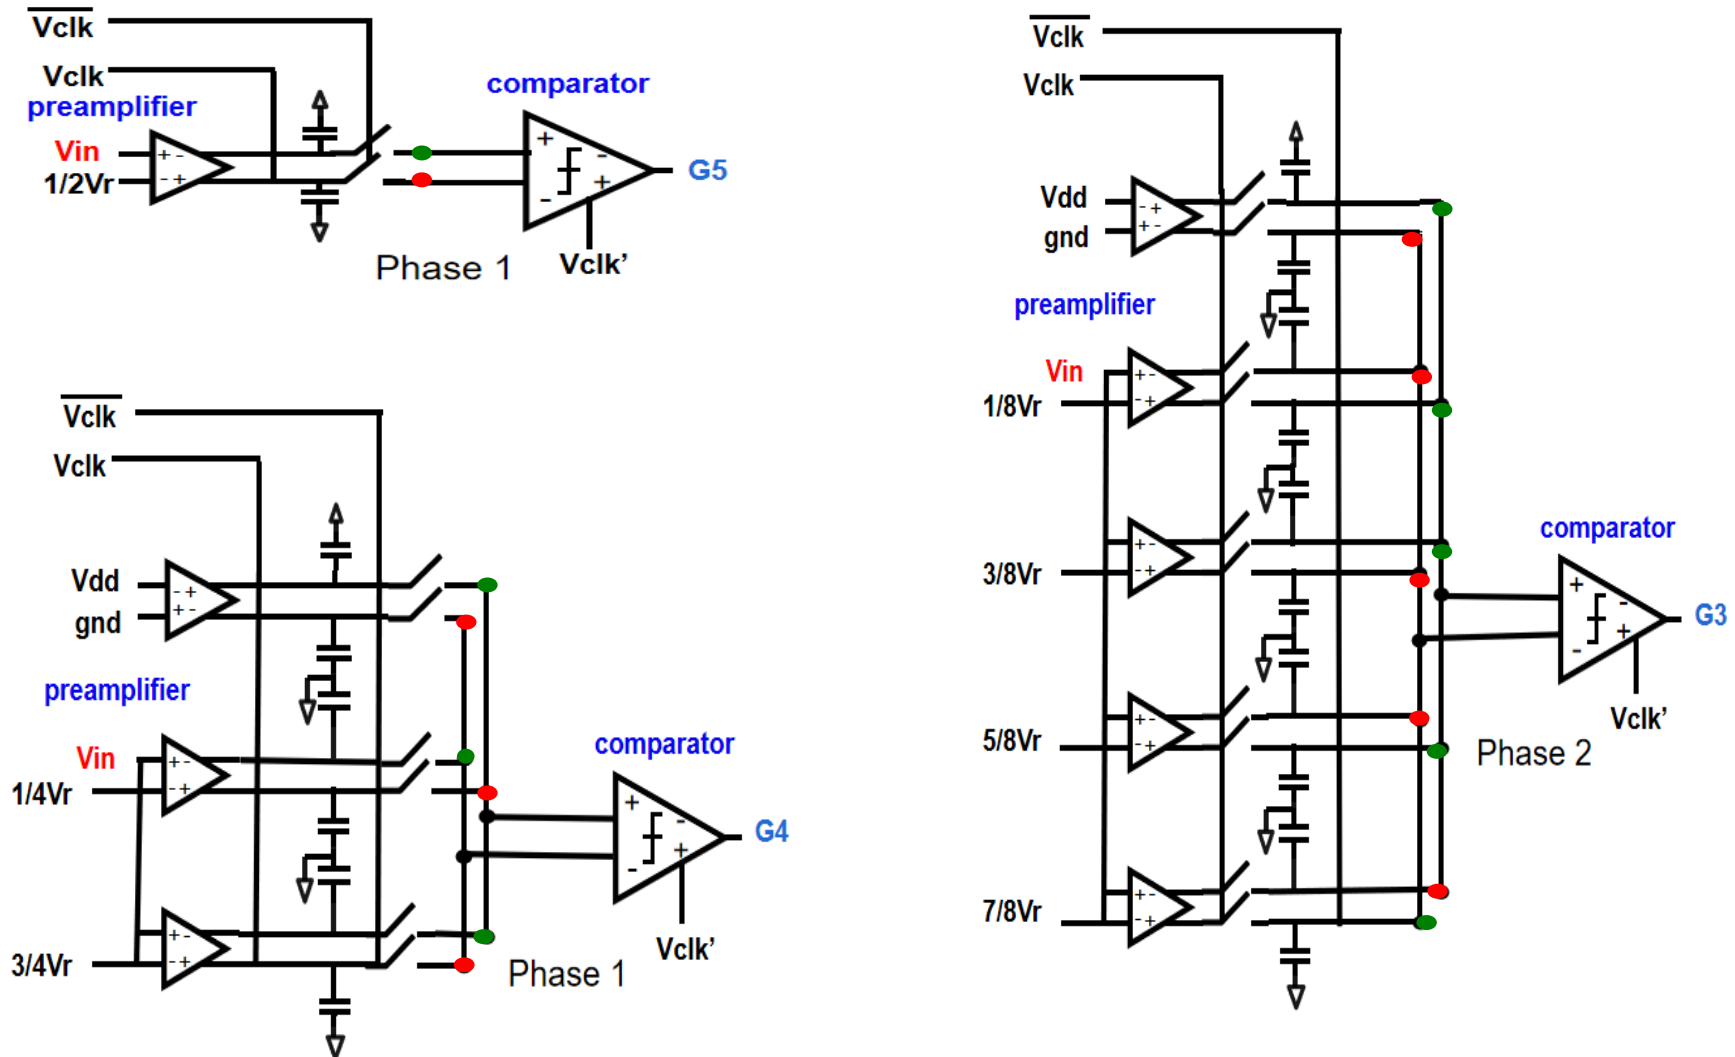 Vclk
Vclk
preamplifier
comparator
Vin
1/2Vr
+ -
- +
+
-
-
+
G5
Vclk'
Phase 1
Vclk
Vclk
Vdd
gnd
- +
+ -
preamplifier
Vin
1/4Vr
+ -
- +
comparator
+
-
-
+
G4
Vclk'
3/4Vr
+ -
- +
Phase 1
Vclk
Vclk
Vdd
gnd
- +
+ -
preamplifier
Vin
1/8Vr
+ -
- +
3/8Vr
+ -
- +
comparator
+
-
-
+
G3
Vclk'
5/8Vr
+ -
- +
Phase 2
7/8Vr
+ -
- +